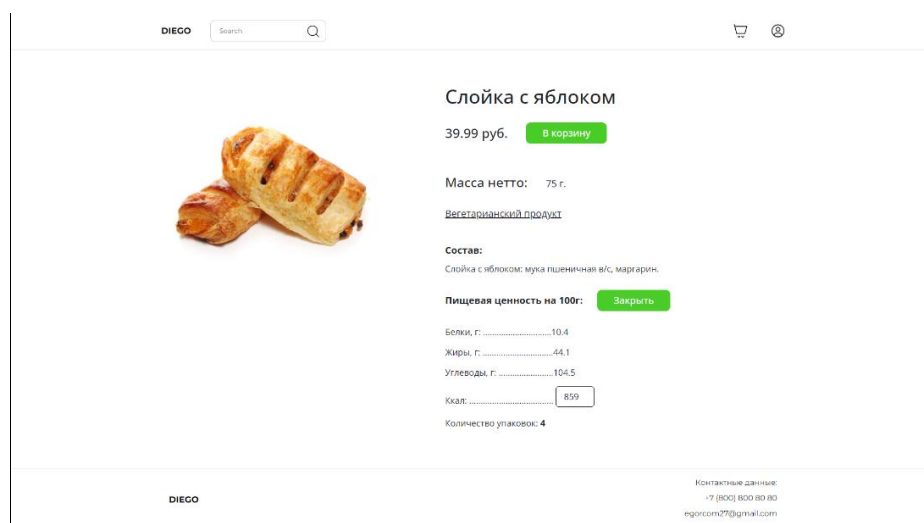 DIEGO Search
Слойка с яблоком
39.99 руб. В корзину
Масса нетто: 75 г.
Вегетарианский продукт
Состав:
Слойка с яблоком: мука пшеничная в/с, маргарин.
Пищевая ценность на 100г: Закрыть
Белки, г: ..............................10.4
Жиры, г: ...............................44.1
Углеводы, г: ........................104.5
Ккал: ..................................... 859
Количество упаковок: 4
DIEGO
Контактные данные:
+7 (800) 800 80 80
egorcom27@gmail.com